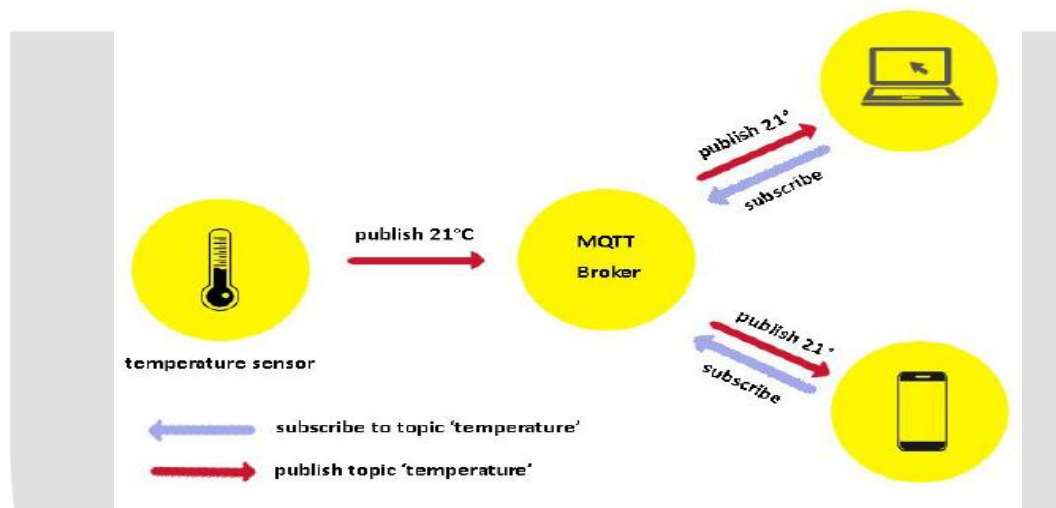 publish 21°
subscribe
publish 21°C
MQTT
Broker
temperature sensor
publish 21°
subscribe
subscribe to topic ‘temperature’
publish topic ‘temperature’